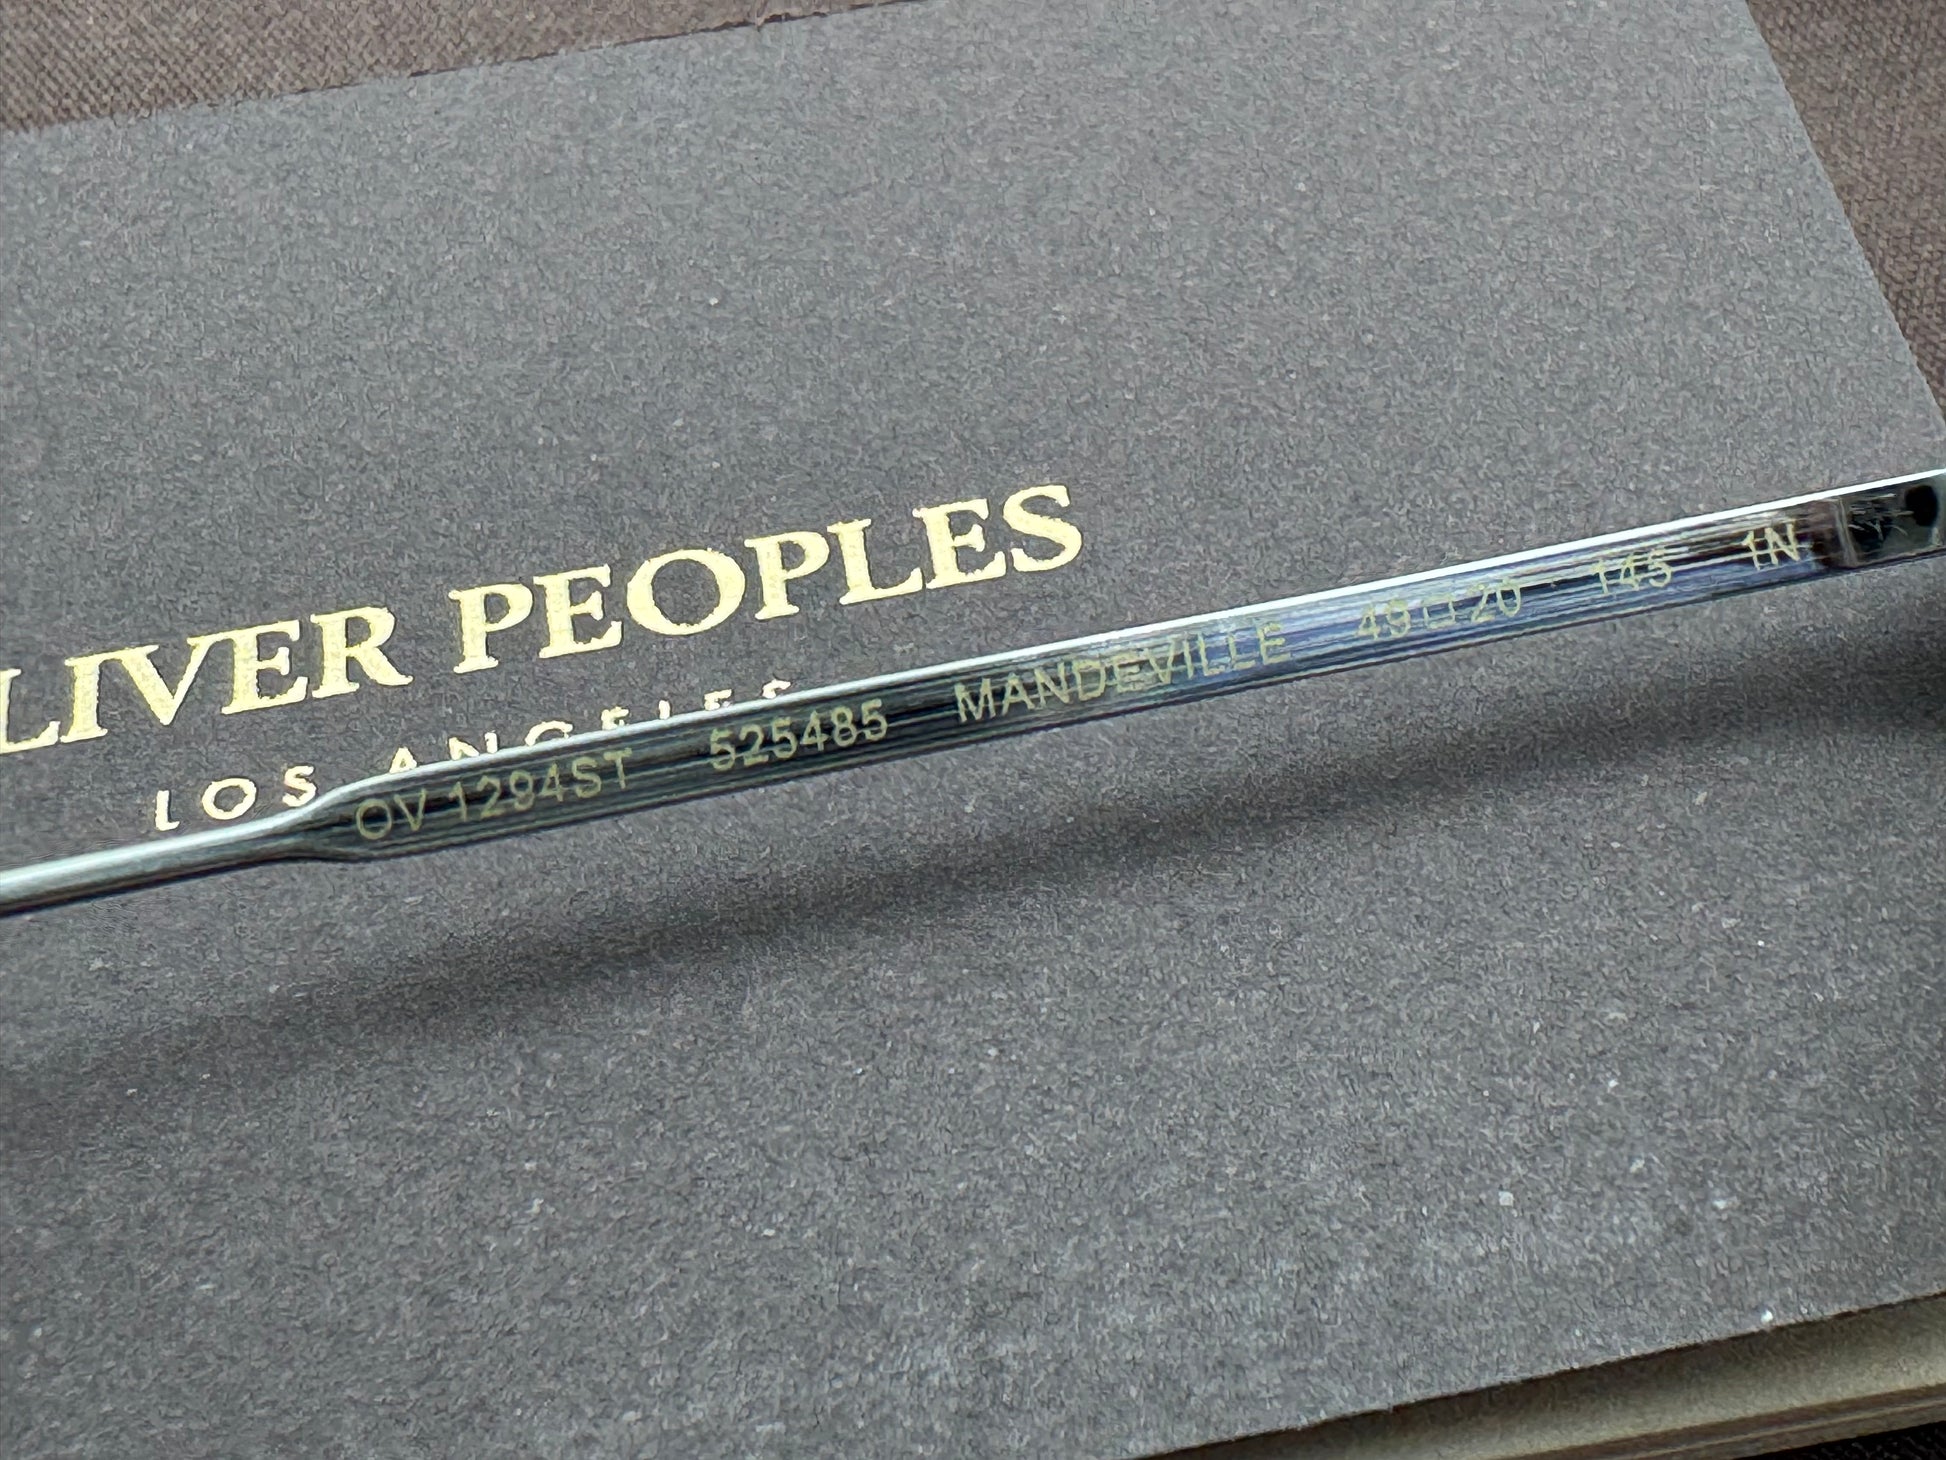 LIVER PEOPLES
LOS ANGELES
OV 1294ST 525485 MANDEVILLE 49□20 145 1N